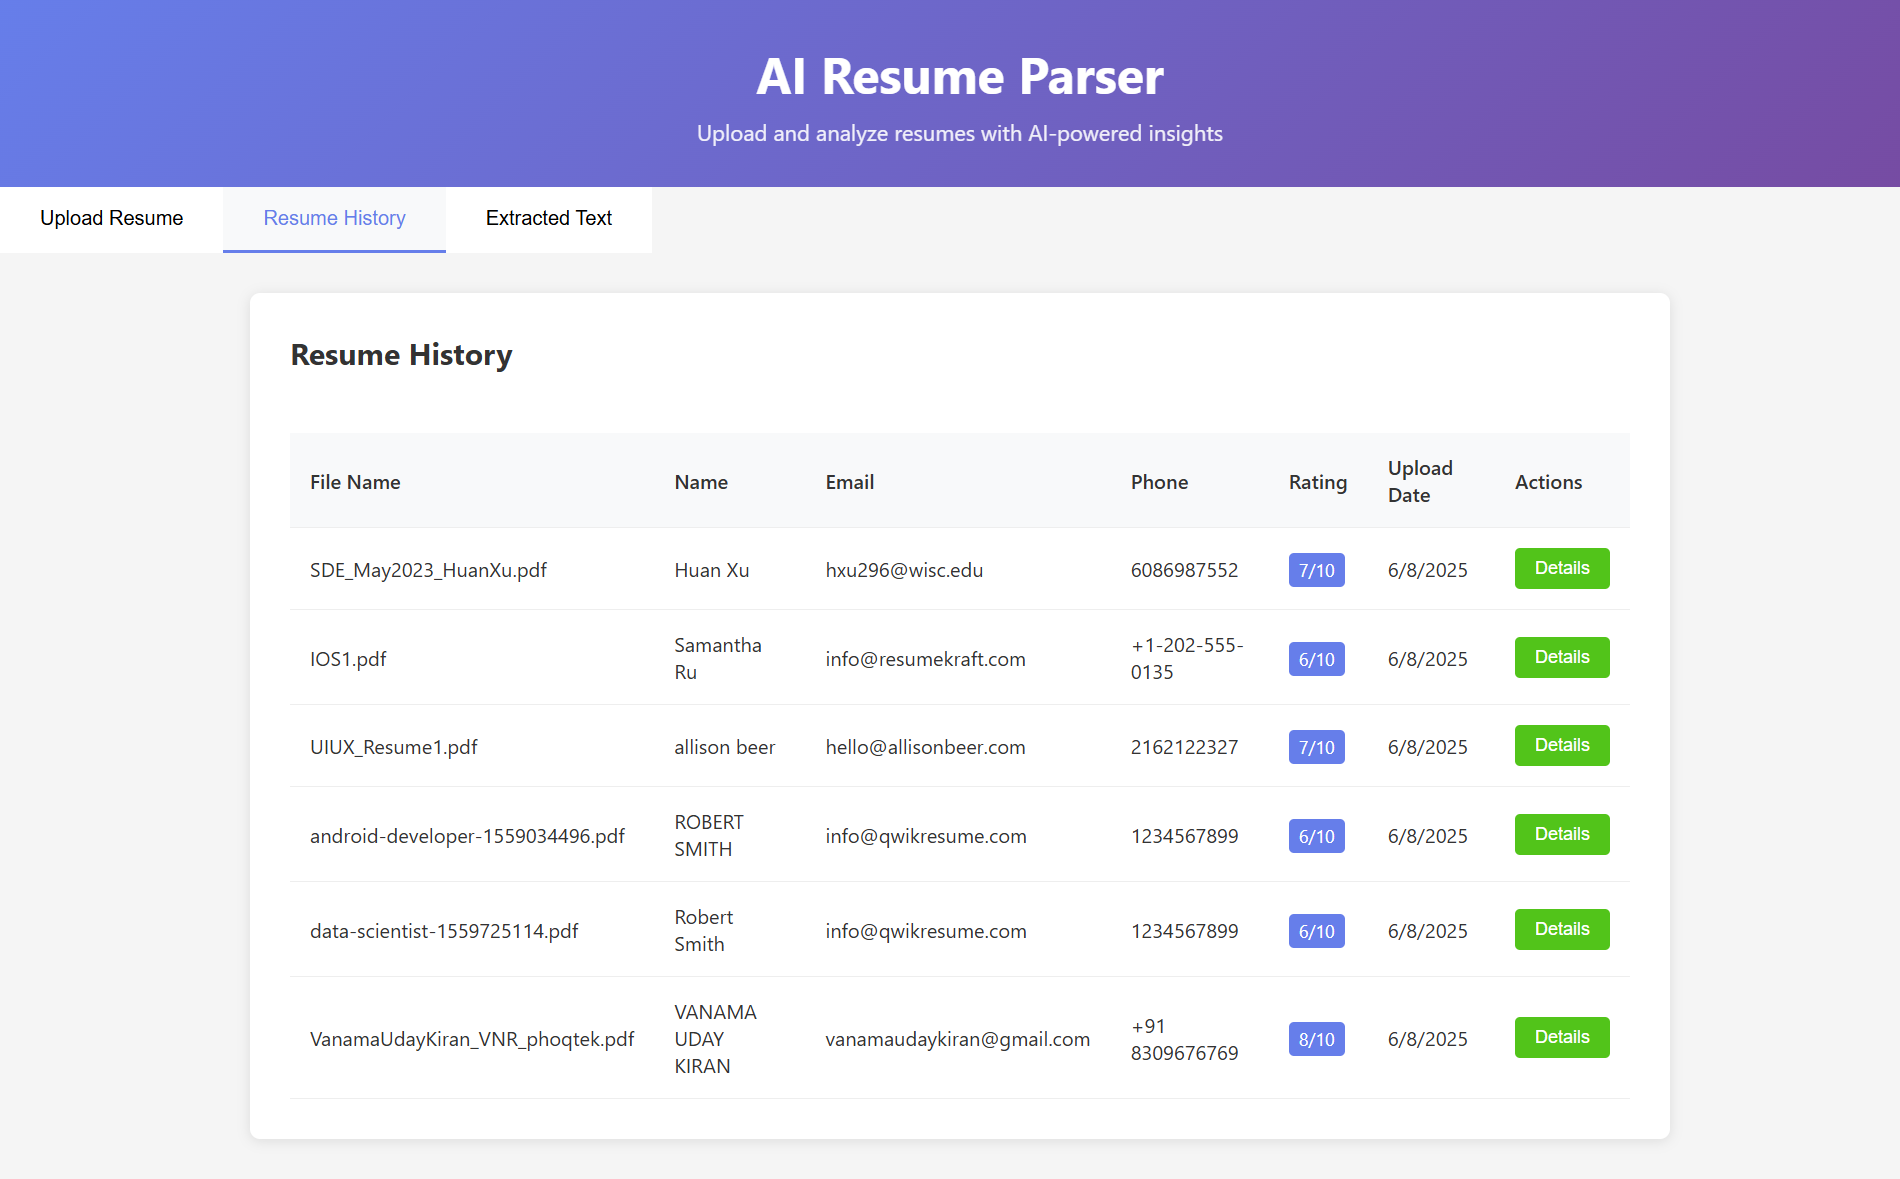 AI Resume Parser
Upload and analyze resumes with AI-powered insights
Upload Resume Resume History Extracted Text
Resume History
File Name Name Email Phone Rating Upload Date Actions
SDE_May2023_HuanXu.pdf Huan Xu hxu296@wisc.edu 6086987552 7/10 6/8/2025 Details
IOS1.pdf Samantha Ru info@resumekraft.com +1-202-555-0135 6/10 6/8/2025 Details
UIUX_Resume1.pdf allison beer hello@allisonbeer.com 2162122327 7/10 6/8/2025 Details
android-developer-1559034496.pdf ROBERT SMITH info@qwikresume.com 1234567899 6/10 6/8/2025 Details
data-scientist-1559725114.pdf Robert Smith info@qwikresume.com 1234567899 6/10 6/8/2025 Details
VanamaUdayKiran_VNR_phoqtek.pdf VANAMA UDAY KIRAN vanamaudaykiran@gmail.com +91 8309676769 8/10 6/8/2025 Details